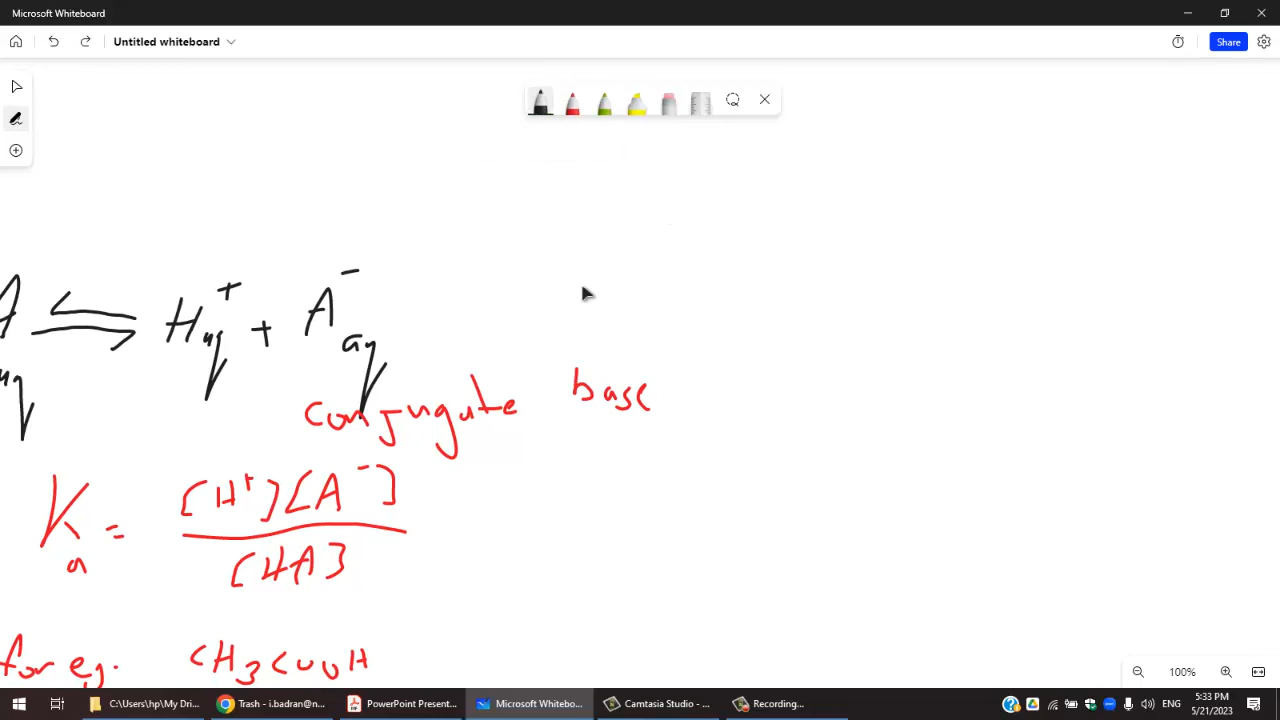 Microsoft Whiteboard
Untitled whiteboard
Share
A ⇌ H⁺aq + A⁻aq
aq
conjugate base
Ka = [H⁺][A⁻]
[HA]
for eg. CH3COOH
100%
C:\Users\hp\My Dri...
Trash - i.badran@n...
PowerPoint Present...
Microsoft Whitebo...
Camtasia Studio - ...
Recording...
ENG
5:33 PM
5/21/2023